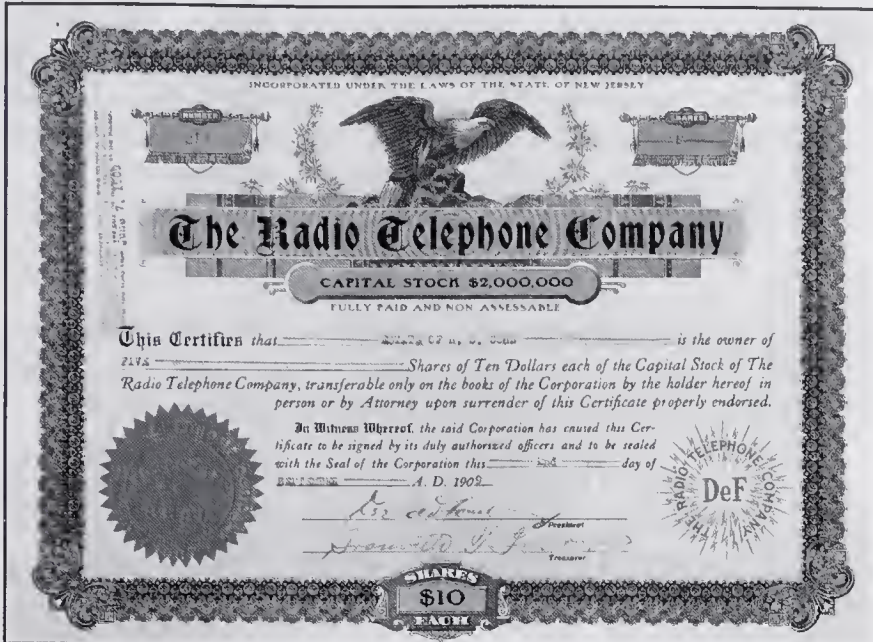 INCORPORATED UNDER THE LAWS OF THE STATE OF NEW JERSEY
NUMBER
SHARES
The Radio Telephone Company
CAPITAL STOCK $2,000,000
FULLY PAID AND NON ASSESSABLE
This Certifies that is the owner of
Shares of Ten Dollars each of the Capital Stock of The
Radio Telephone Company, transferable only on the books of the Corporation by the holder hereof in
person or by Attorney upon surrender of this Certificate properly endorsed.
In Witness Whereof, the said Corporation has caused this Cer-
tificate to be signed by its duly authorized officers and to be sealed
with the Seal of the Corporation this day of
A. D. 1909
President
Treasurer
THE RADIO TELEPHONE COMPANY
DeF
SHARES
$10
EACH